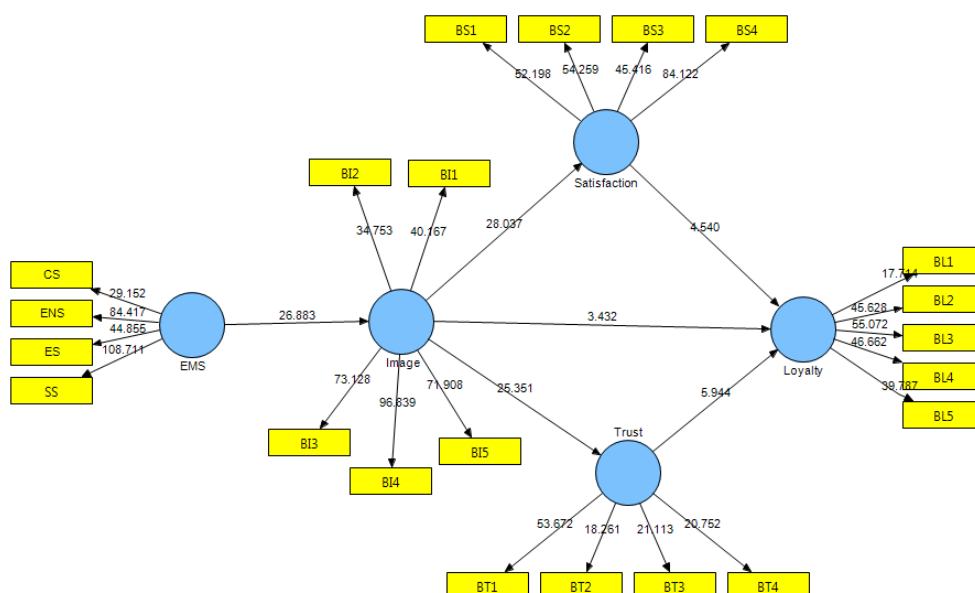 BS1
BS2
BS3
BS4
52.198
54.259
45.416
84.122
Satisfaction
BI2
BI1
34.753
40.167
28.037
4.540
CS
ENS
ES
SS
29.152
84.417
44.855
108.711
EMS
26.883
Image
3.432
BL1
BL2
BL3
BL4
BL5
17.714
45.628
55.072
46.662
39.787
Loyalty
73.128
96.839
71.908
25.351
5.944
BI3
BI4
BI5
Trust
53.672
18.261
21.113
20.752
BT1
BT2
BT3
BT4